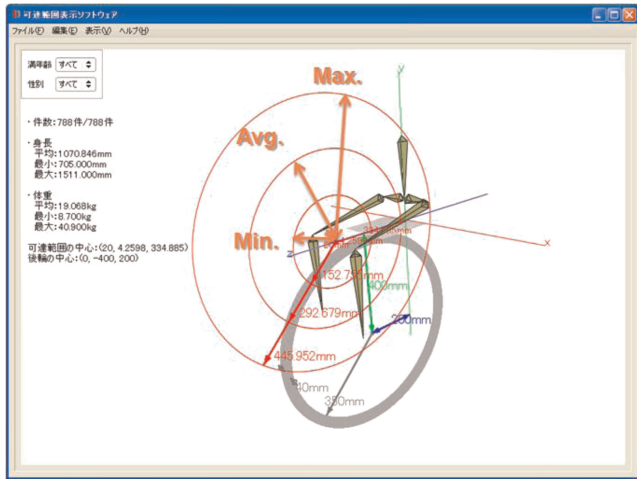 可達範囲表示ソフトウェア
ファイル(F) 編集(E) 表示(V) ヘルプ(H)
満年齢 すべて
性別 すべて
・件数:788件/788件
・身長
平均:1070.846mm
最小:705.000mm
最大:1511.000mm
・体重
平均:19.068kg
最小:8.700kg
最大:40.900kg
可達範囲の中心:(20, 4.2598, 334.885)
後輪の中心:(0, -400, 200)
Max.
Avg.
Min.
y
x
z
152.75
400mm
292.679mm
200mm
445.952mm
40mm
350mm